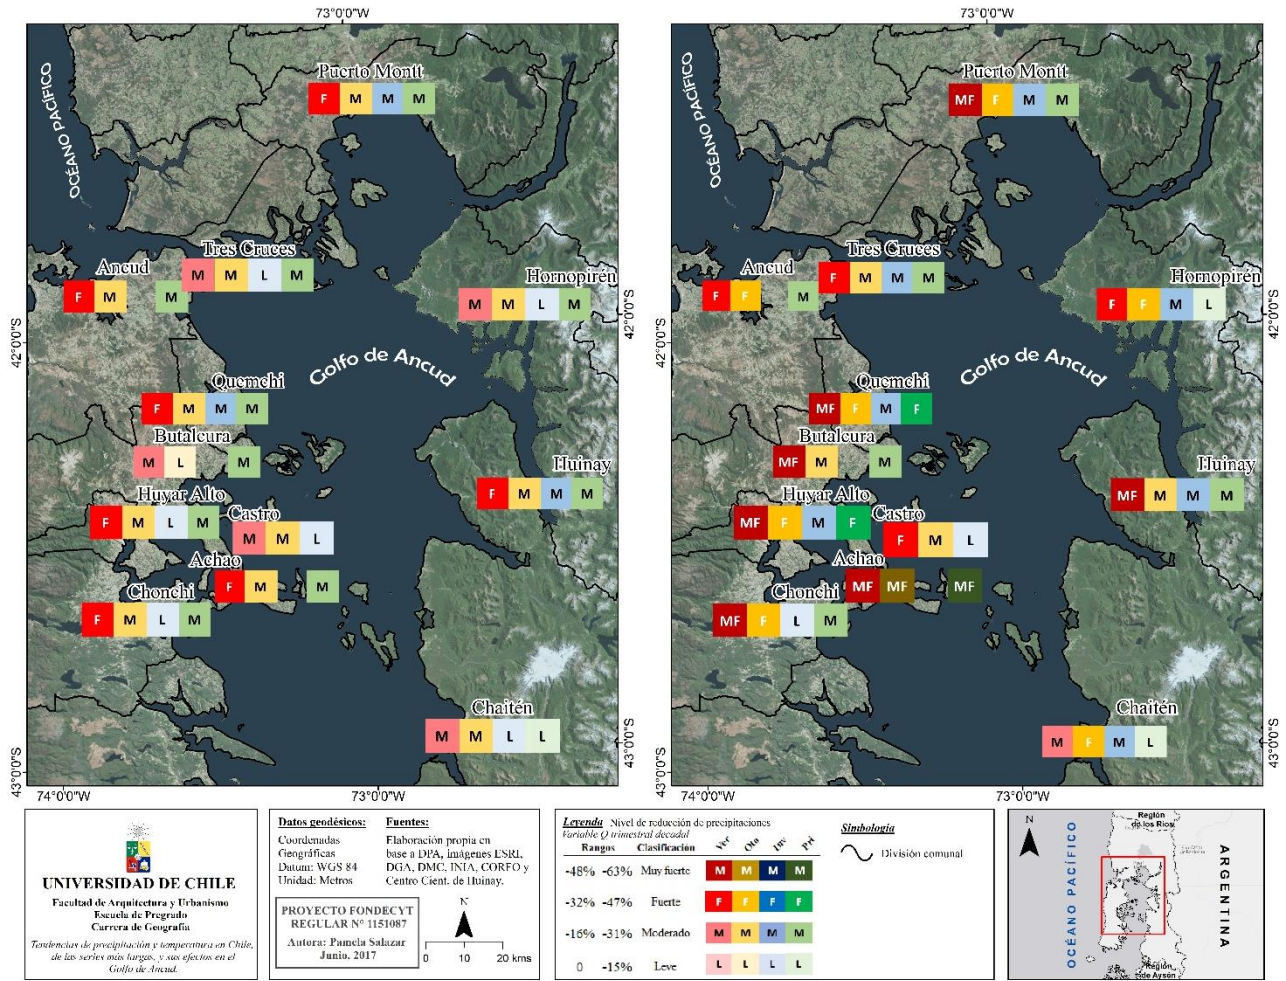 73°0'0"W
73°0'0"W
OCÉANO PACÍFICO
Puerto Montt
F M M M
Tres Cruces
M M L M
Ancud
F M M
Hornopirén
M M L M
42°0'0"S
42°0'0"S
Golfo de Ancud
Quemchi
F M M M
Butalcura
M L M
Huinay
F M M M
Huyar Alto
F M L M
Castro
M M L
Achao
F M M
Chonchi
F M L M
Chaitén
M M L L
43°0'0"S
43°0'0"S
74°0'0"W
73°0'0"W
OCÉANO PACÍFICO
Puerto Montt
MF F M M
Tres Cruces
F M M M
Ancud
F F M
Hornopirén
F F M L
42°0'0"S
Golfo de Ancud
Quemchi
MF F M F
Butalcura
MF M M
Huinay
MF M M M
Huyar Alto
MF F M F
Castro
F M L
Achao
MF MF MF
Chonchi
MF F L M
Chaitén
M F M L
43°0'0"S
74°0'0"W
73°0'0"W
UNIVERSIDAD DE CHILE
Facultad de Arquitectura y Urbanismo
Escuela de Pregrado
Carrera de Geografía
Tendencias de precipitación y temperatura en Chile,
de las series más largas, y sus efectos en el
Golfo de Ancud.
Datos geodésicos:
Coordenadas
Geográficas
Datum: WGS 84
Unidad: Metros
Fuentes:
Elaboración propia en
base a DPA, imágenes ESRI,
DGA, DMC, INIA, CORFO y
Centro Cient. de Huinay.
PROYECTO FONDECYT
REGULAR N° 1151087
Autora: Pamela Salazar
Junio. 2017
N
0 10 20 kms
Leyenda Nivel de reducción de precipitaciones
Variable Q trimestral decadal
Rangos Clasificación Ver Oto Inv Pri
-48% -63% Muy fuerte M M M M
-32% -47% Fuerte F F F F
-16% -31% Moderado M M M M
0 -15% Leve L L L L
Simbología
División comunal
N
OCÉANO PACÍFICO
Región
de los Ríos
ARGENTINA
Región
de Aysén